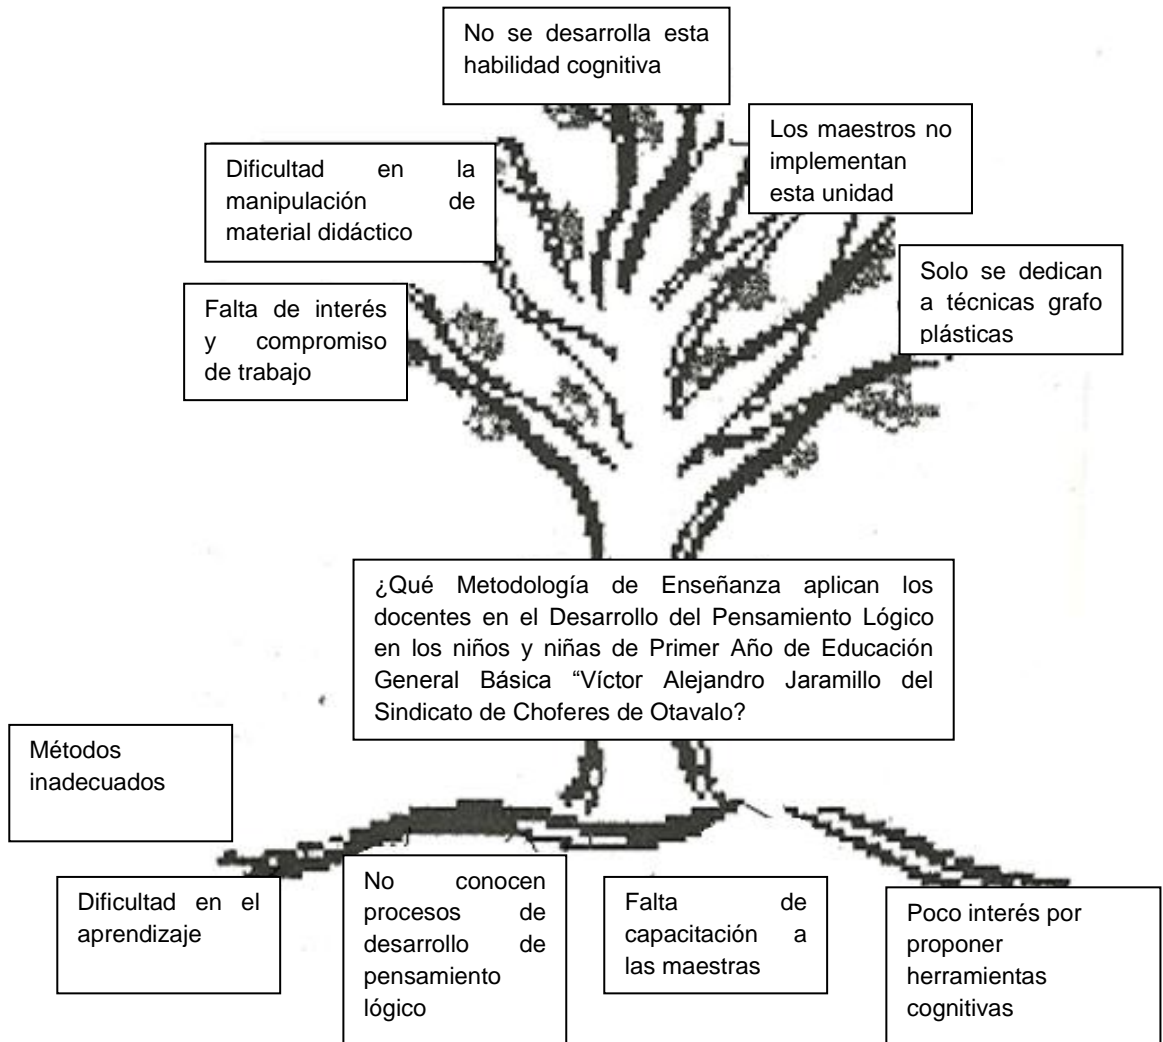 No se desarrolla esta
habilidad cognitiva
Los maestros no
implementan
esta unidad
Dificultad en la
manipulación de
material didáctico
Solo se dedican
a técnicas grafo
plásticas
Falta de interés
y compromiso
de trabajo
¿Qué Metodología de Enseñanza aplican los
docentes en el Desarrollo del Pensamiento Lógico
en los niños y niñas de Primer Año de Educación
General Básica “Víctor Alejandro Jaramillo del
Sindicato de Choferes de Otavalo?
Métodos
inadecuados
Dificultad en el
aprendizaje
No conocen
procesos de
desarrollo de
pensamiento
lógico
Falta de
capacitación a
las maestras
Poco interés por
proponer
herramientas
cognitivas